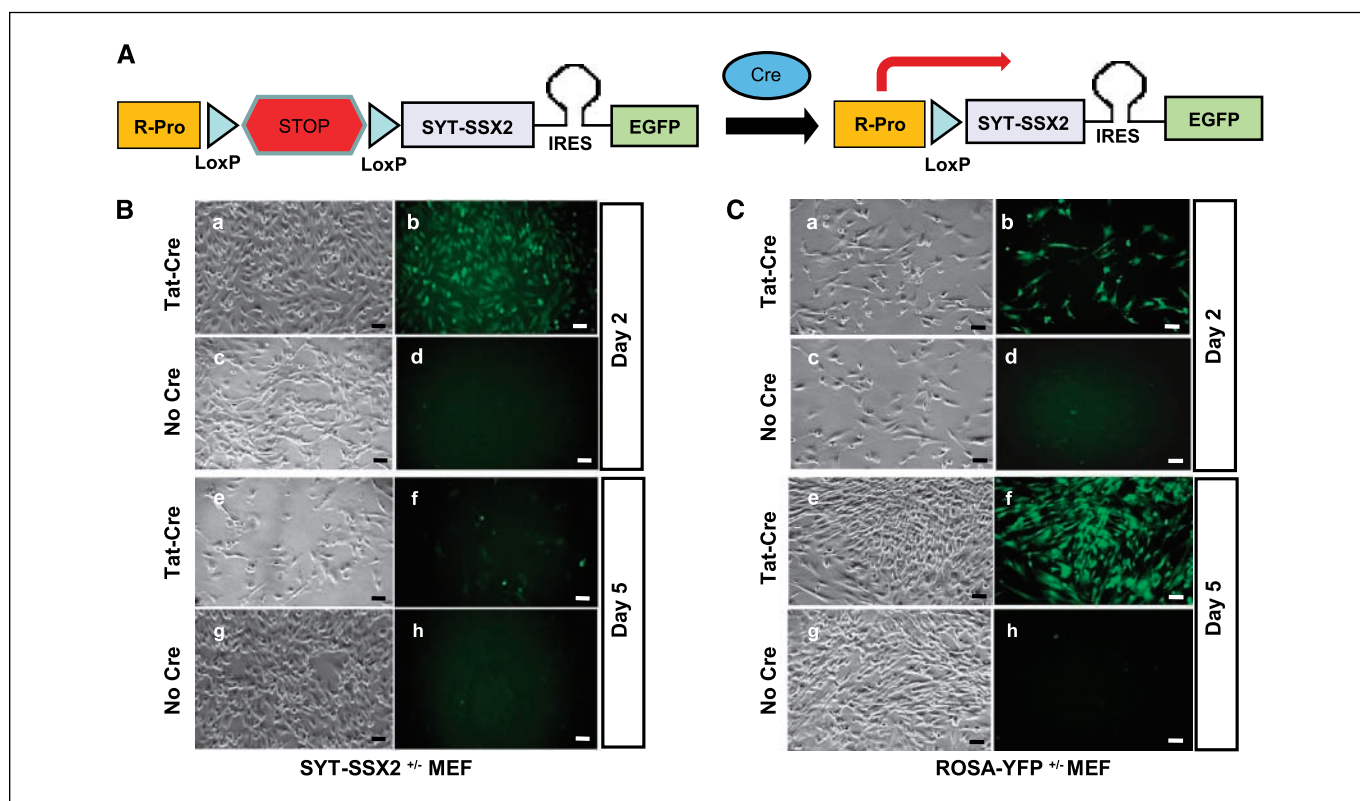 A
R-Pro
LoxP
STOP
LoxP
SYT-SSX2
IRES
EGFP
Cre
R-Pro
LoxP
SYT-SSX2
IRES
EGFP
B
Tat-Cre
a
b
No Cre
c
d
Day 2
Tat-Cre
e
f
No Cre
g
h
Day 5
SYT-SSX2 +/- MEF
C
Tat-Cre
a
b
No Cre
c
d
Day 2
Tat-Cre
e
f
No Cre
g
h
Day 5
ROSA-YFP +/- MEF